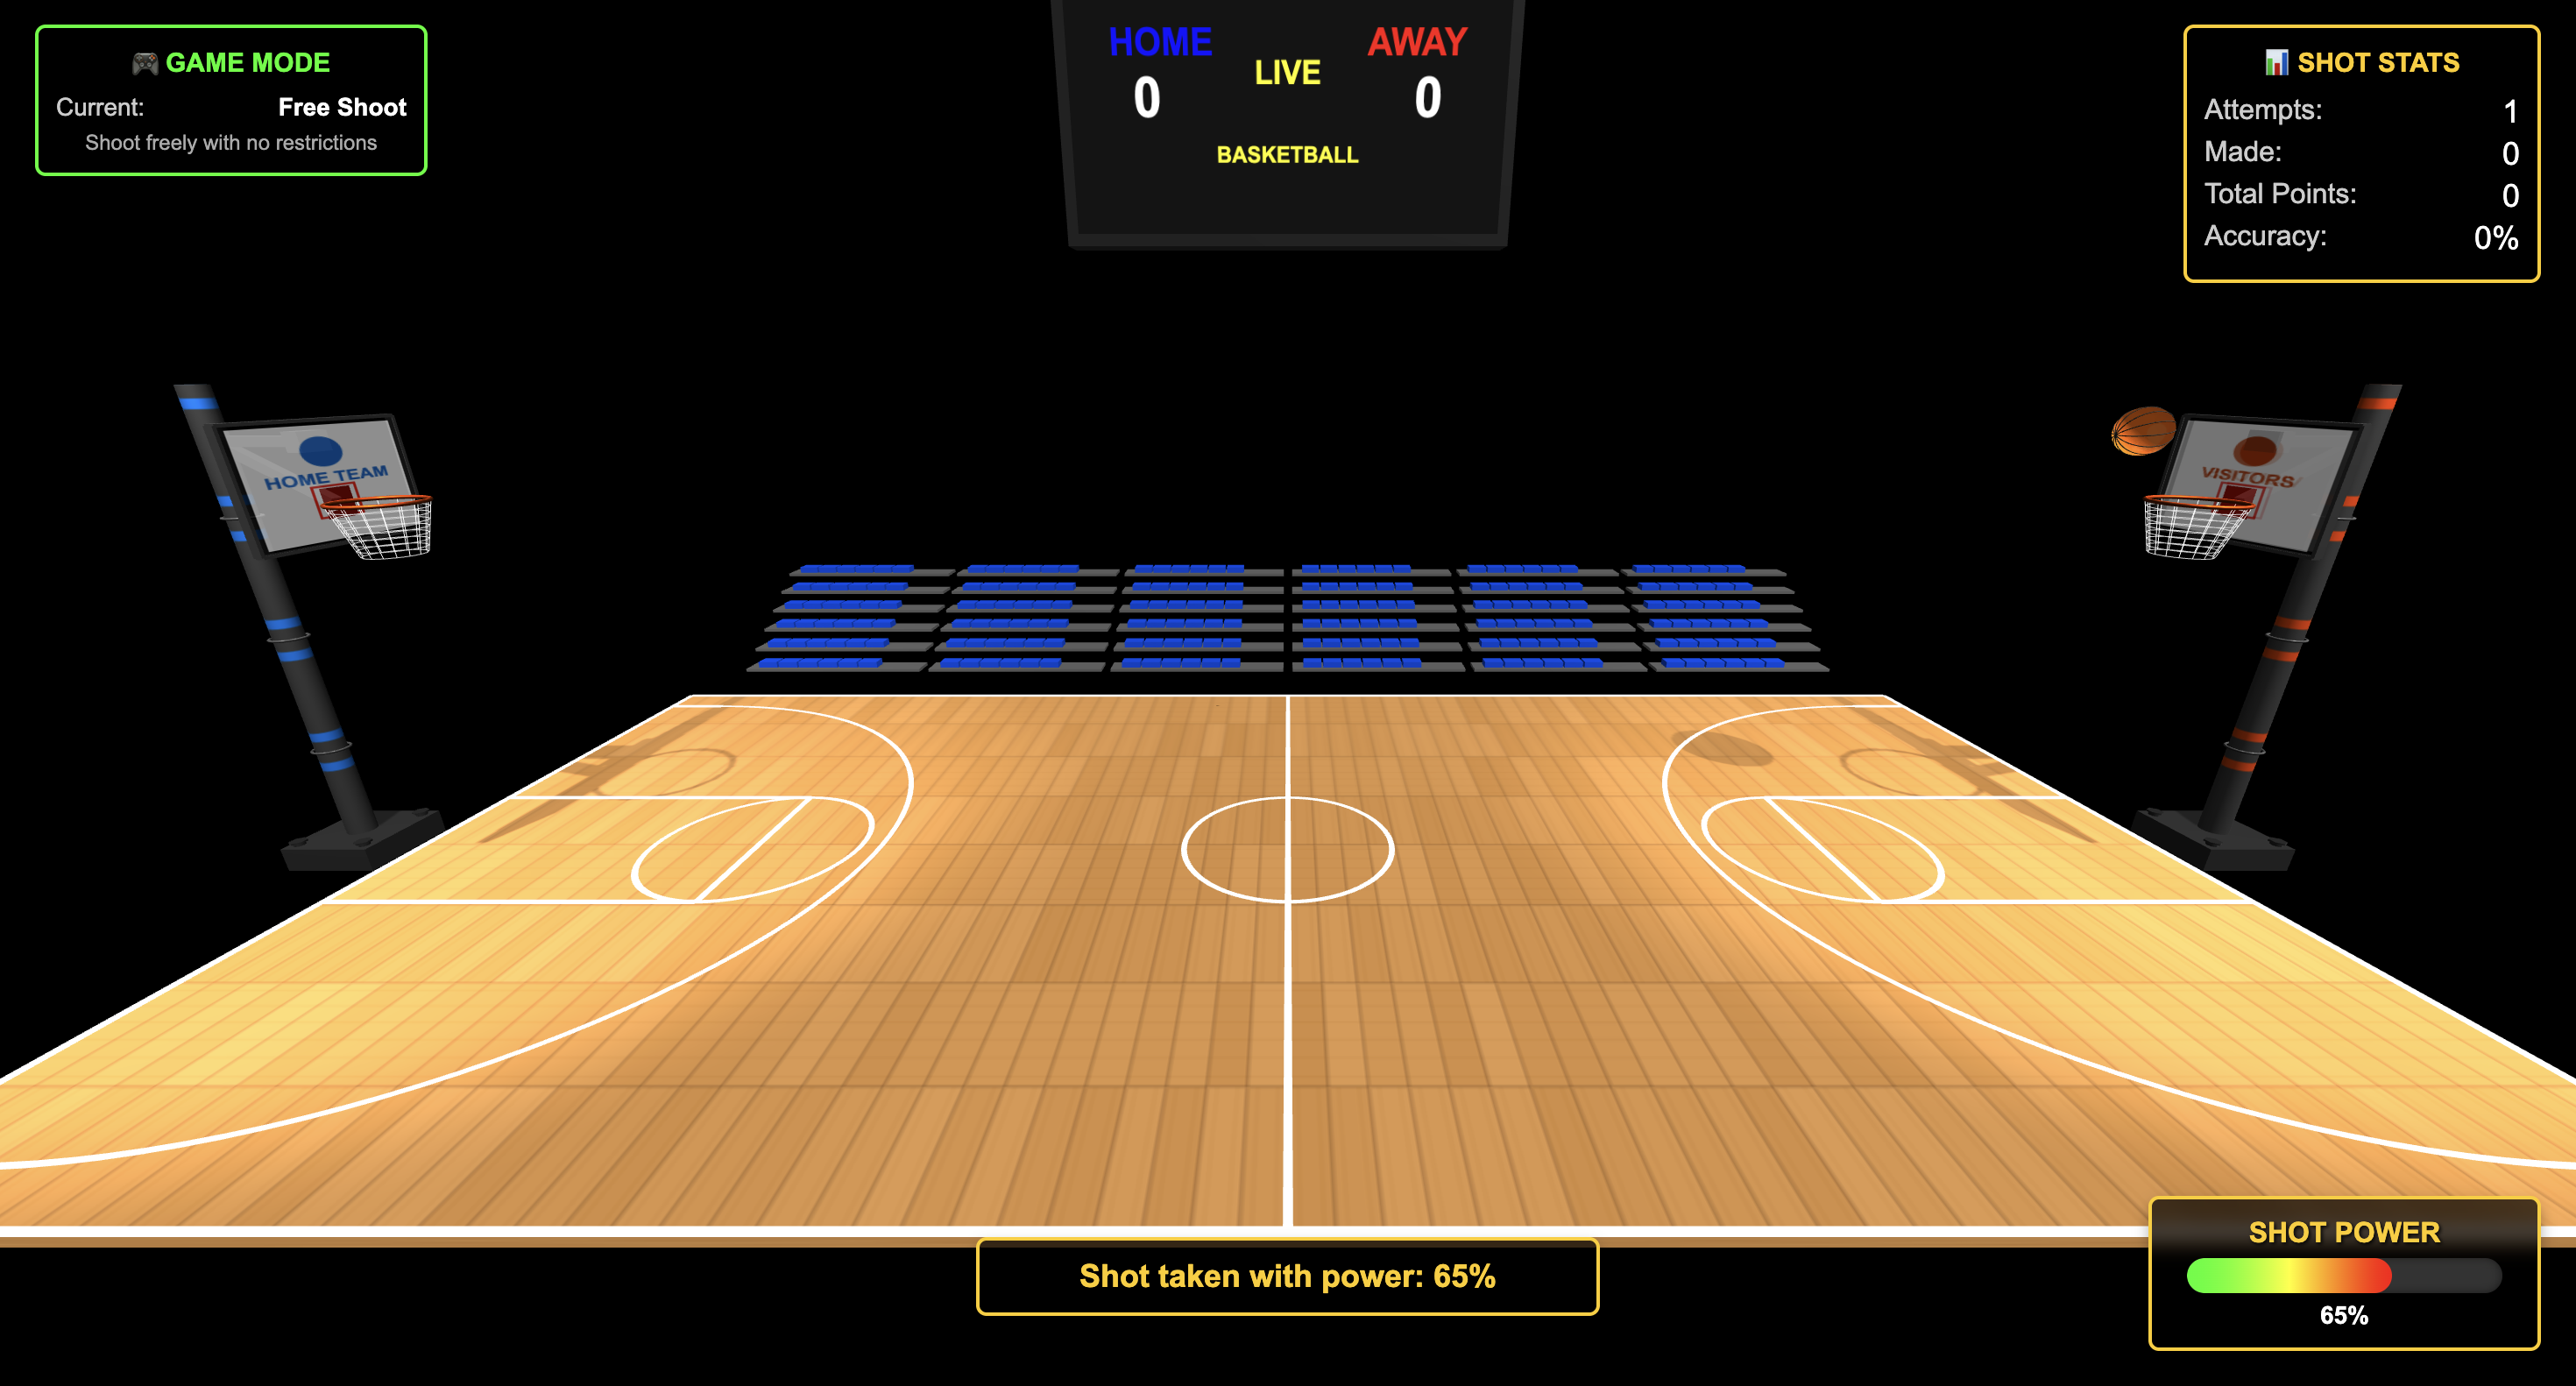 🎮 GAME MODE
Current: Free Shoot
Shoot freely with no restrictions
HOME LIVE AWAY
0 0
BASKETBALL
📊 SHOT STATS
Attempts: 1
Made: 0
Total Points: 0
Accuracy: 0%
HOME TEAM
VISITORS
Shot taken with power: 65%
SHOT POWER
65%